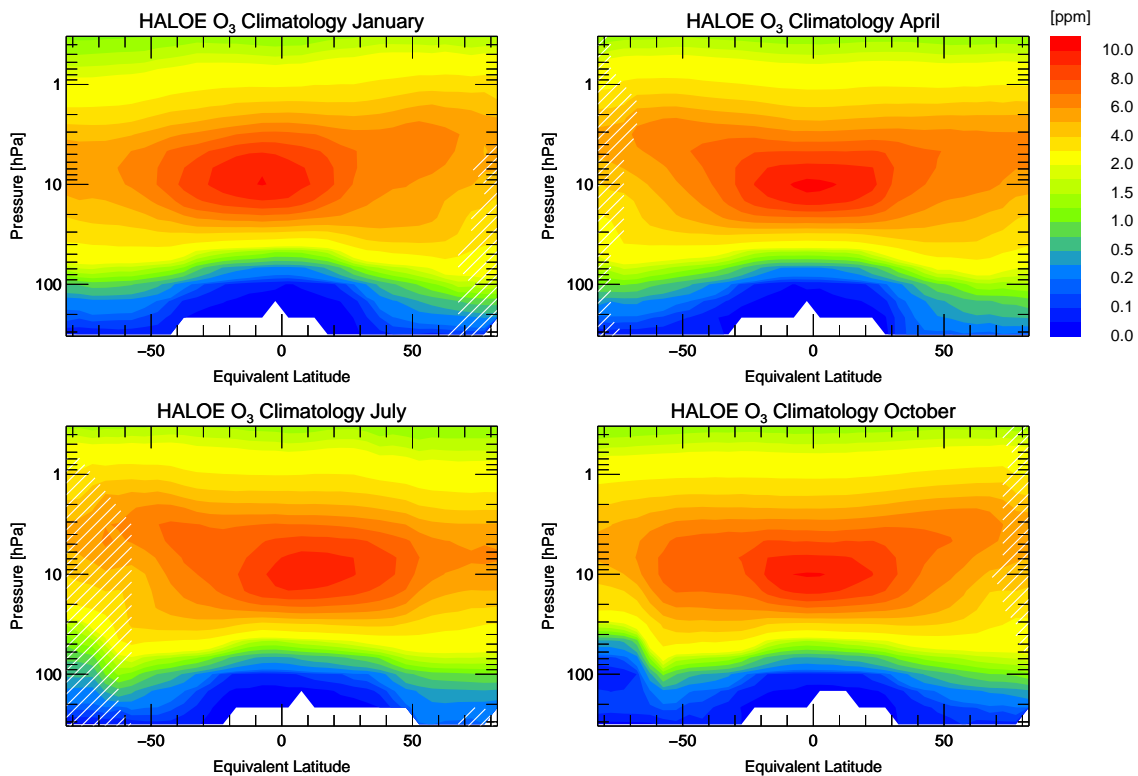 HALOE O3 Climatology January
HALOE O3 Climatology April
[ppm]
Pressure [hPa]
1
10
100
−50
0
50
Equivalent Latitude
Pressure [hPa]
1
10
100
−50
0
50
Equivalent Latitude
10.0
8.0
6.0
4.0
2.0
1.5
1.0
0.5
0.2
0.1
0.0
HALOE O3 Climatology July
HALOE O3 Climatology October
Pressure [hPa]
1
10
100
−50
0
50
Equivalent Latitude
Pressure [hPa]
1
10
100
−50
0
50
Equivalent Latitude